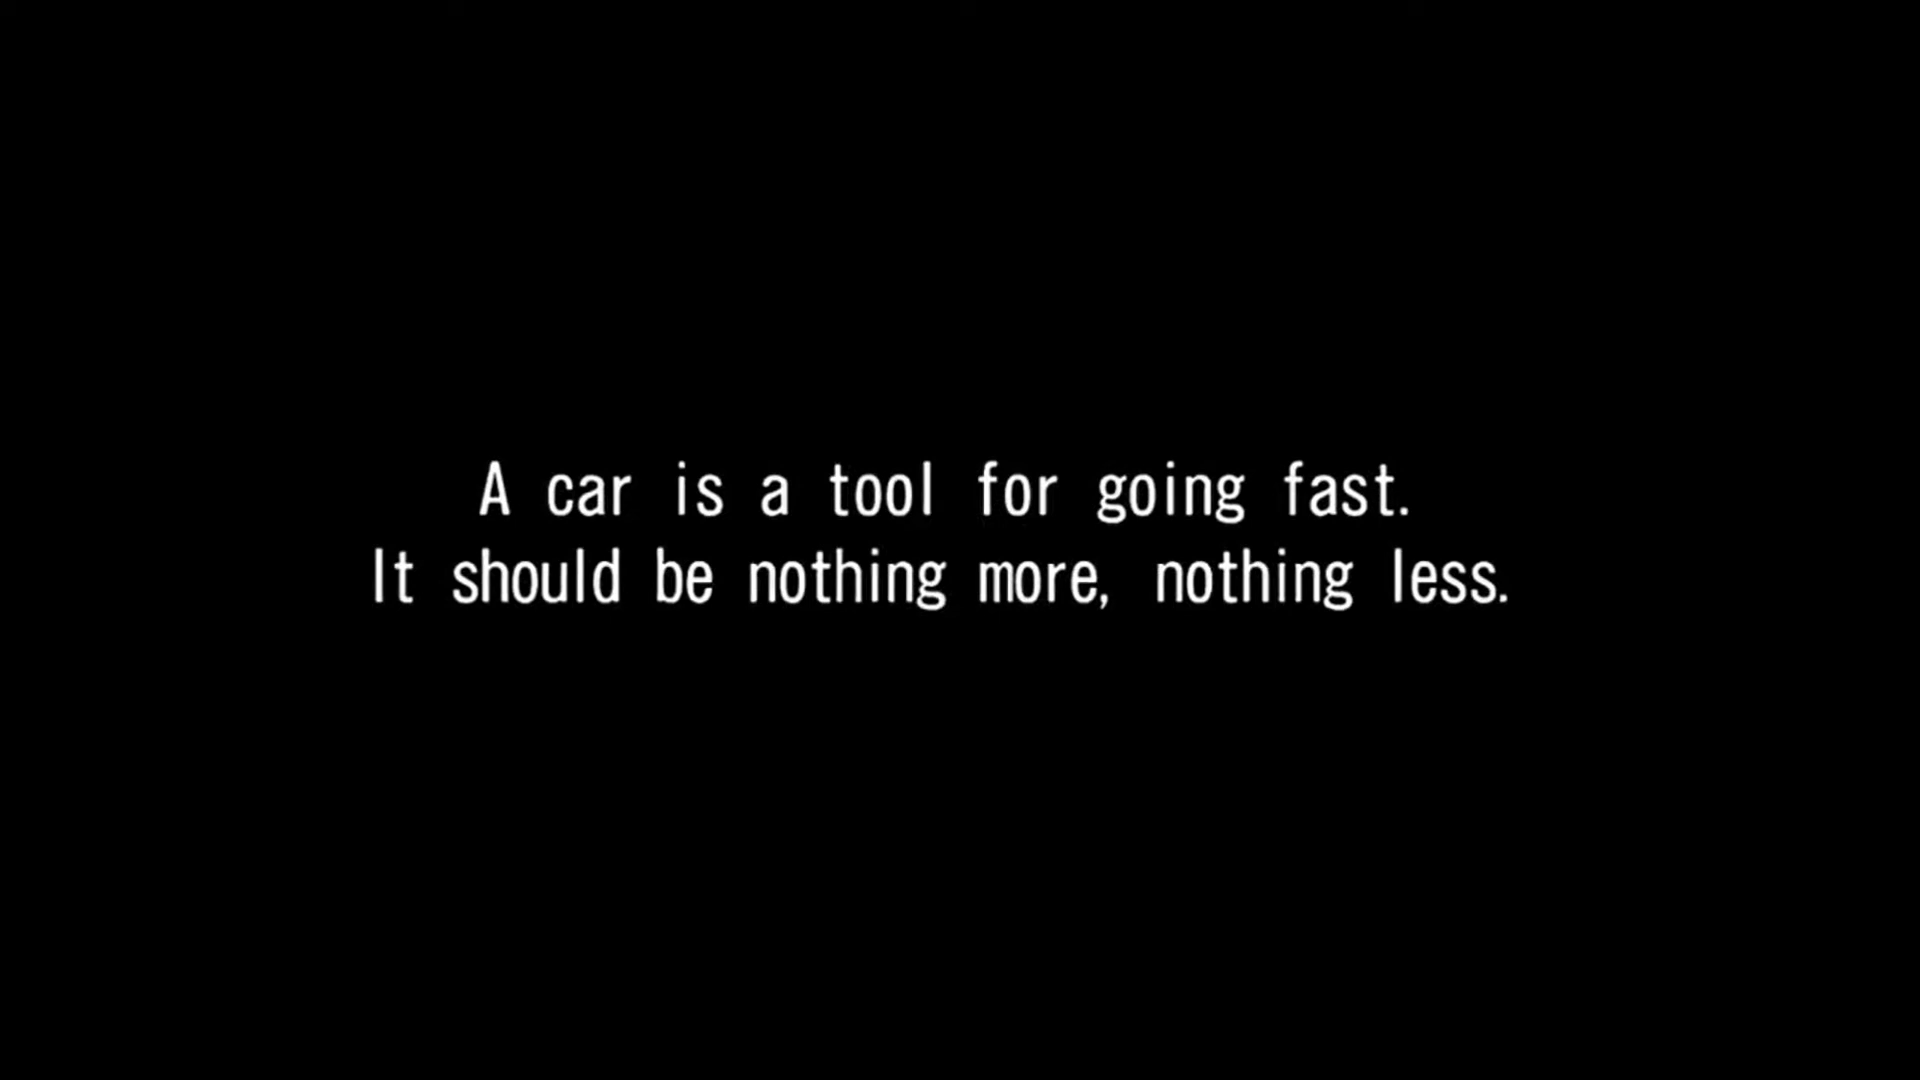 A car is a tool for going fast.
It should be nothing more, nothing less.